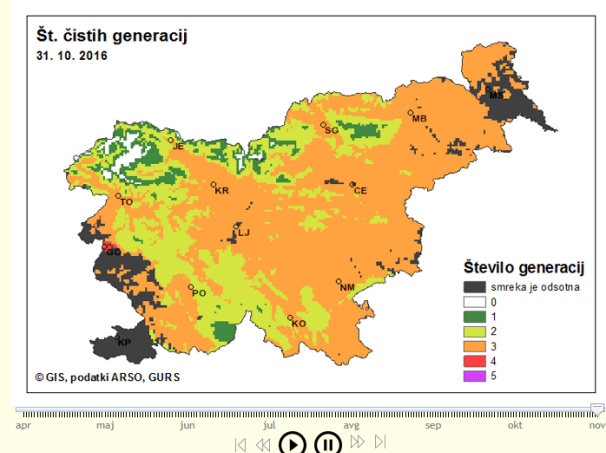 Št. čistih generacij
31. 10. 2016
MS
MB
SG
JE
KR
CE
TO
LJ
GO
NM
PO
KO
KP
Število generacij
smreka je odsotna
0
1
2
3
4
5
©GIS, podatki ARSO, GURS
apr maj jun jul avg sep okt nov